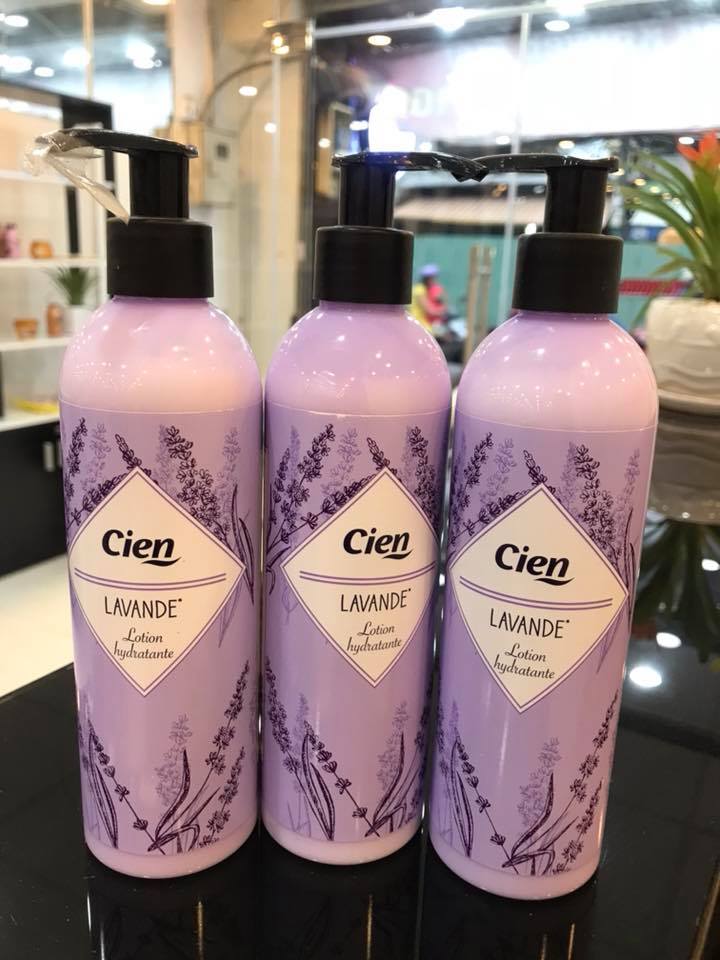 Cien
LAVANDE*
Lotion
hydratante
Cien
LAVANDE*
Lotion
hydratante
Cien
LAVANDE*
Lotion
hydratante